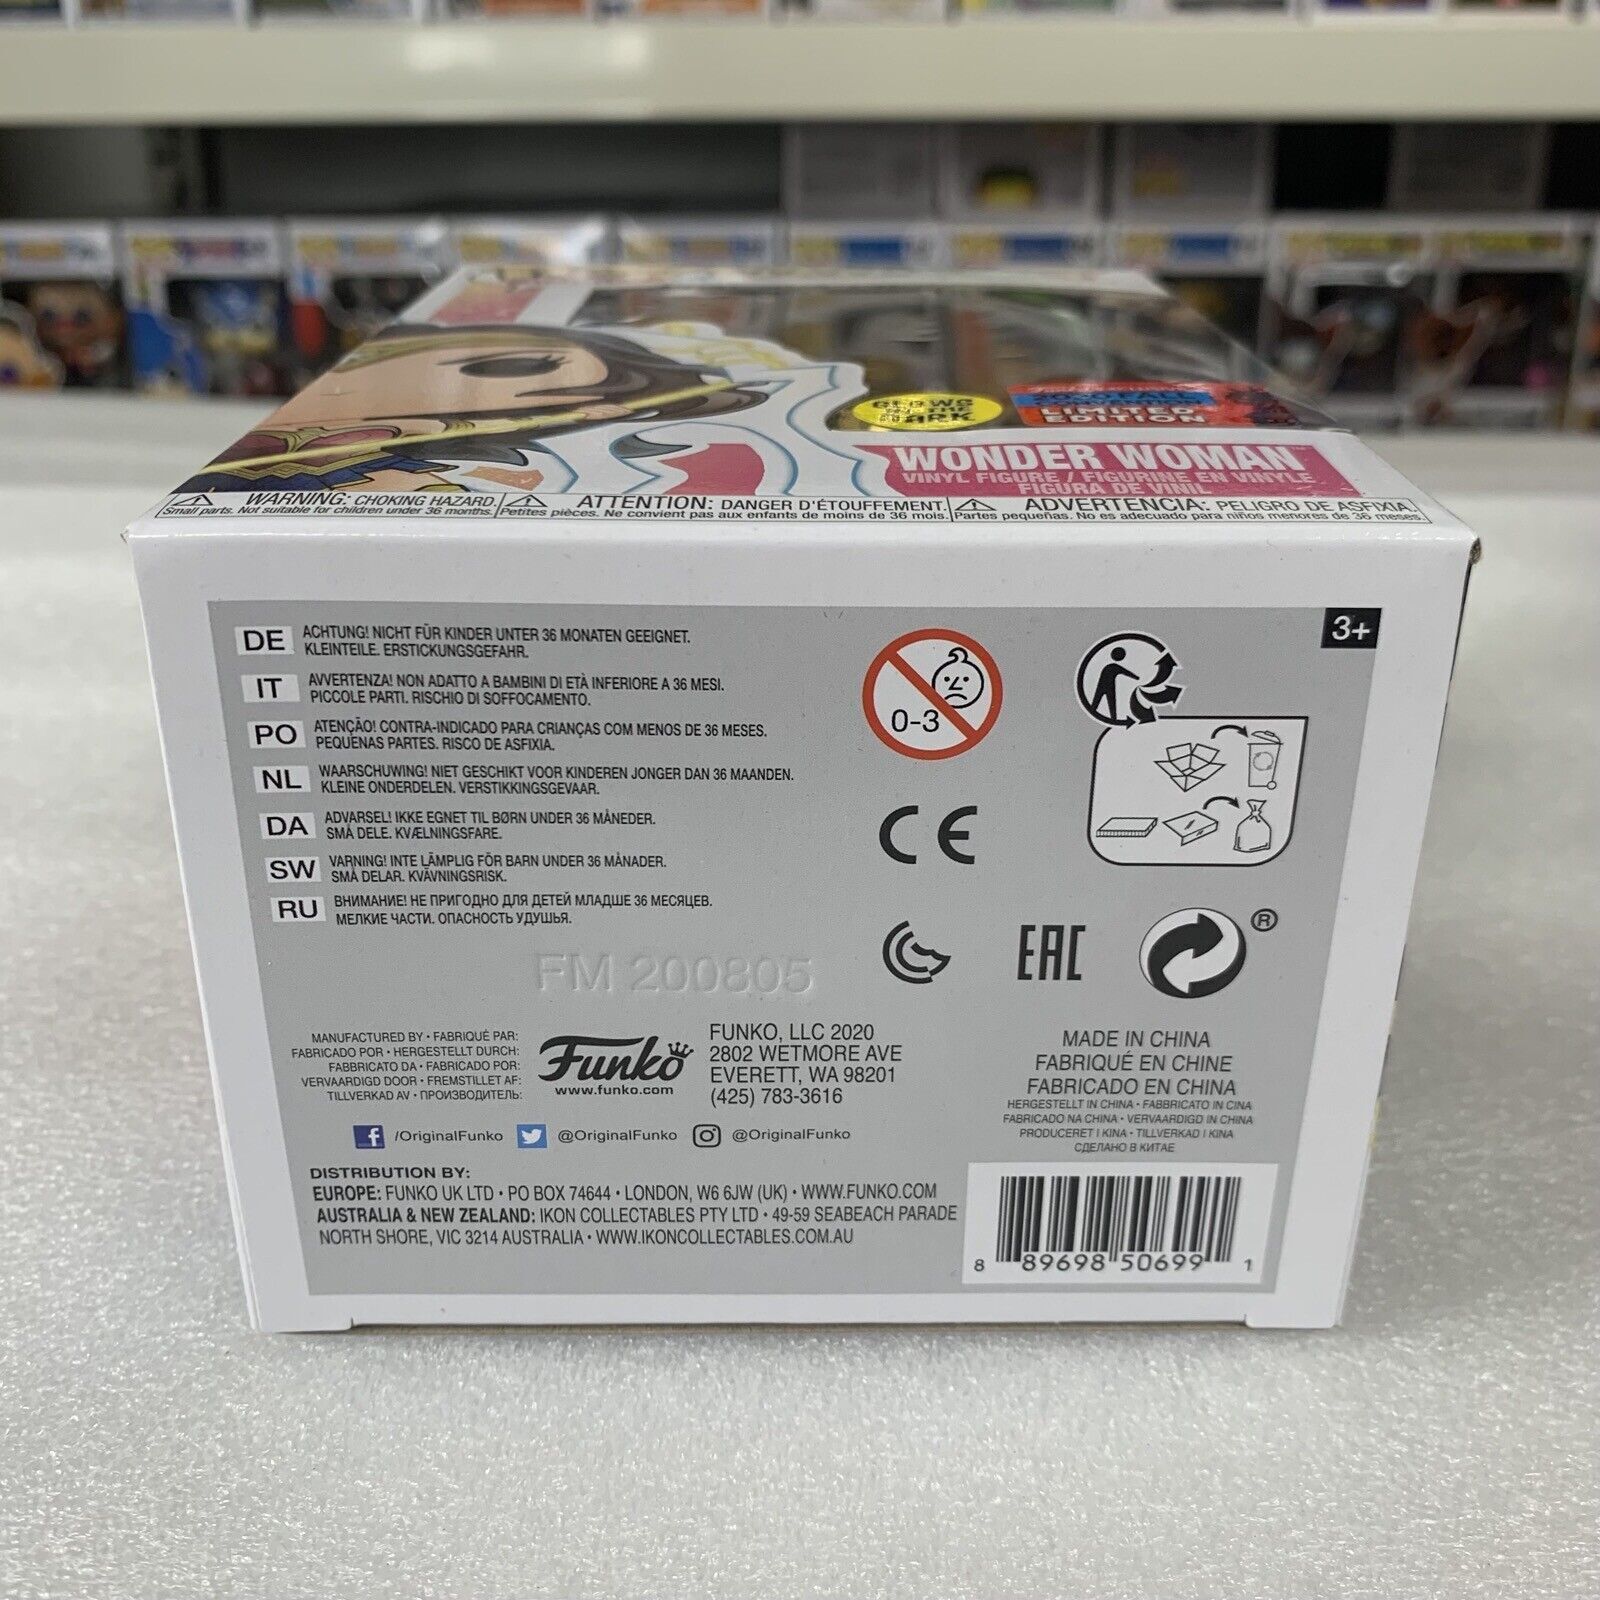 GLOWS
IN THE
DARK
2020 FALL
LIMITED
EDITION
WONDER WOMAN
VINYL FIGURE / FIGURINE EN VINYLE
FIGURA DE VINIL
WARNING: CHOKING HAZARD.
Small parts. Not suitable for children under 36 months.
ATTENTION: DANGER D'ÉTOUFFEMENT.
Petites pièces. Ne convient pas aux enfants de moins de 36 mois.
ADVERTENCIA: PELIGRO DE ASFIXIA.
Partes pequeñas. No es adecuado para niños menores de 36 meses.
3+
DE ACHTUNG! NICHT FÜR KINDER UNTER 36 MONATEN GEEIGNET.
KLEINTEILE. ERSTICKUNGSGEFAHR.
IT AVVERTENZA! NON ADATTO A BAMBINI DI ETÀ INFERIORE A 36 MESI.
PICCOLE PARTI. RISCHIO DI SOFFOCAMENTO.
PO ATENÇÃO! CONTRA-INDICADO PARA CRIANÇAS COM MENOS DE 36 MESES.
PEQUENAS PARTES. RISCO DE ASFIXIA.
NL WAARSCHUWING! NIET GESCHIKT VOOR KINDEREN JONGER DAN 36 MAANDEN.
KLEINE ONDERDELEN. VERSTIKKINGSGEVAAR.
DA ADVARSEL! IKKE EGNET TIL BØRN UNDER 36 MÅNEDER.
SMÅ DELE. KVÆLNINGSFARE.
SW VARNING! INTE LÄMPLIG FÖR BARN UNDER 36 MÅNADER.
SMÅ DELAR. KVÄVNINGSRISK.
RU ВНИМАНИЕ! НЕ ПРИГОДНО ДЛЯ ДЕТЕЙ МЛАДШЕ 36 МЕСЯЦЕВ.
МЕЛКИЕ ЧАСТИ. ОПАСНОСТЬ УДУШЬЯ.
0-3
CE
EAC
®
FM 200805
MANUFACTURED BY • FABRIQUÉ PAR:
FABRICADO POR • HERGESTELLT DURCH:
FABBRICATO DA • FABRICADO POR:
VERVAARDIGD DOOR • FREMSTILLET AF:
TILLVERKAD AV • ПРОИЗВОДИТЕЛЬ:
Funko
www.funko.com
FUNKO, LLC 2020
2802 WETMORE AVE
EVERETT, WA 98201
(425) 783-3616
MADE IN CHINA
FABRIQUÉ EN CHINE
FABRICADO EN CHINA
HERGESTELLT IN CHINA • FABBRICATO IN CINA
FABRICADO NA CHINA • VERVAARDIGD IN CHINA
PRODUCERET I KINA • TILLVERKAD I KINA
СДЕЛАНО В КИТАЕ
f /OriginalFunko @OriginalFunko @OriginalFunko
DISTRIBUTION BY:
EUROPE: FUNKO UK LTD • PO BOX 74644 • LONDON, W6 6JW (UK) • WWW.FUNKO.COM
AUSTRALIA & NEW ZEALAND: IKON COLLECTABLES PTY LTD • 49-59 SEABEACH PARADE
NORTH SHORE, VIC 3214 AUSTRALIA • WWW.IKONCOLLECTABLES.COM.AU
8 89698 50699 1